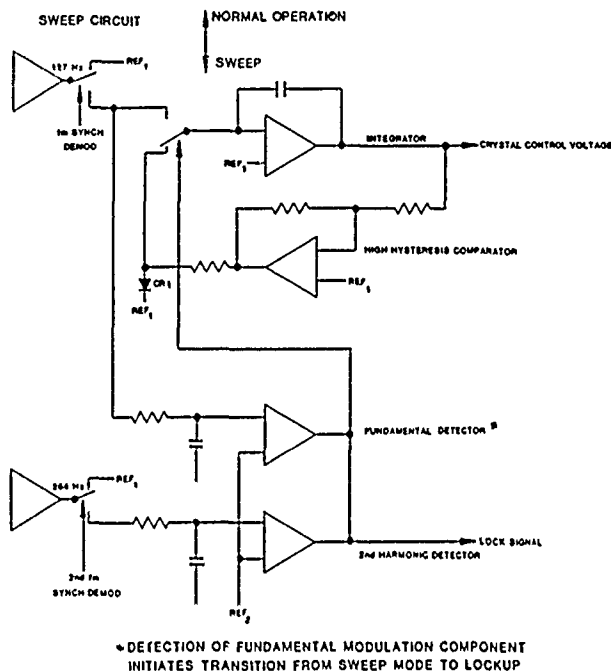 SWEEP CIRCUIT
NORMAL OPERATION
SWEEP
127 Hz
REF1
fm SYNCH
DEMOD
INTEGRATOR
REF1
CRYSTAL CONTROL VOLTAGE
HIGH HYSTERESIS COMPARATOR
CR1
REF1
REF1
FUNDAMENTAL DETECTOR *
254 Hz
REF1
LOCK SIGNAL
2nd HARMONIC DETECTOR
2nd fm
SYNCH DEMOD
REF2
*DETECTION OF FUNDAMENTAL MODULATION COMPONENT
INITIATES TRANSITION FROM SWEEP MODE TO LOCKUP